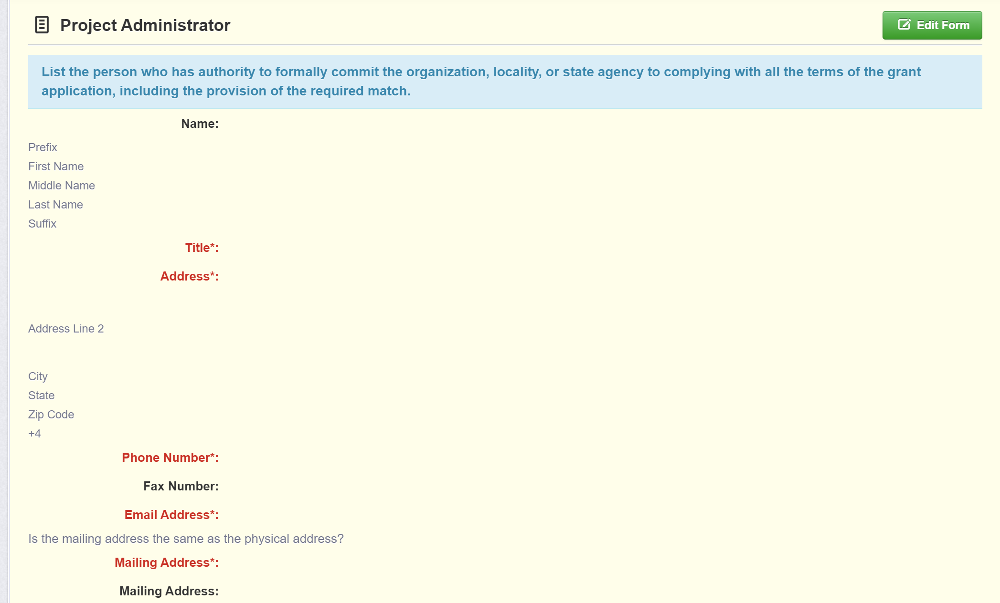 Project Administrator
Edit Form
List the person who has authority to formally commit the organization, locality, or state agency to complying with all the terms of the grant
application, including the provision of the required match.
Name:
Prefix
First Name
Middle Name
Last Name
Suffix
Title*:
Address*:
Address Line 2
City
State
Zip Code
+4
Phone Number*:
Fax Number:
Email Address*:
Is the mailing address the same as the physical address?
Mailing Address*:
Mailing Address: